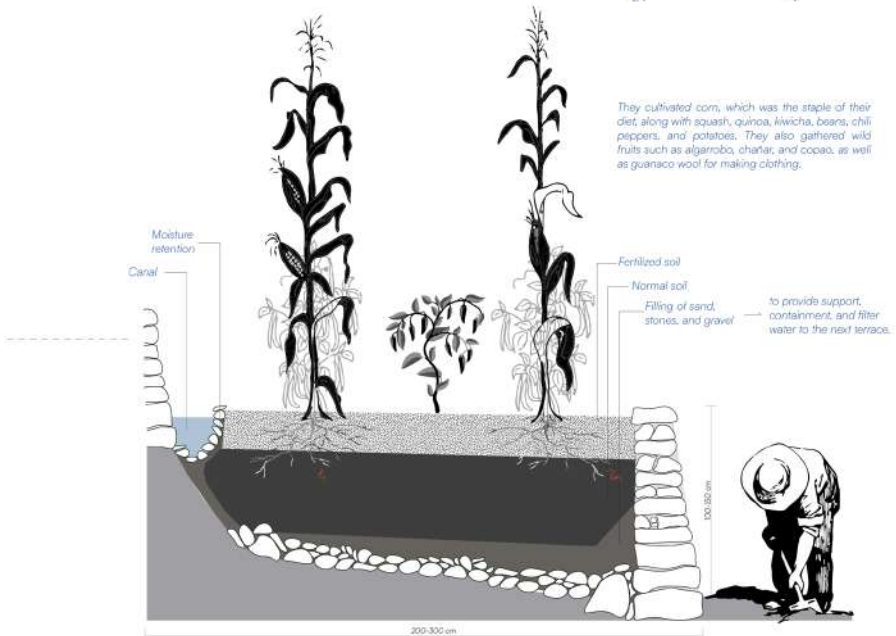 They cultivated corn, which was the staple of their
diet, along with squash, quinoa, kiwicha, beans, chili
peppers, and potatoes. They also gathered wild
fruits such as algarrobo, chañar, and copao, as well
as guanaco wool for making clothing.
Moisture
retention
Canal
Fertilized soil
Normal soil
Filling of sand,
stones, and gravel
to provide support,
containment, and filter
water to the next terrace.
100-150 cm
200-300 cm